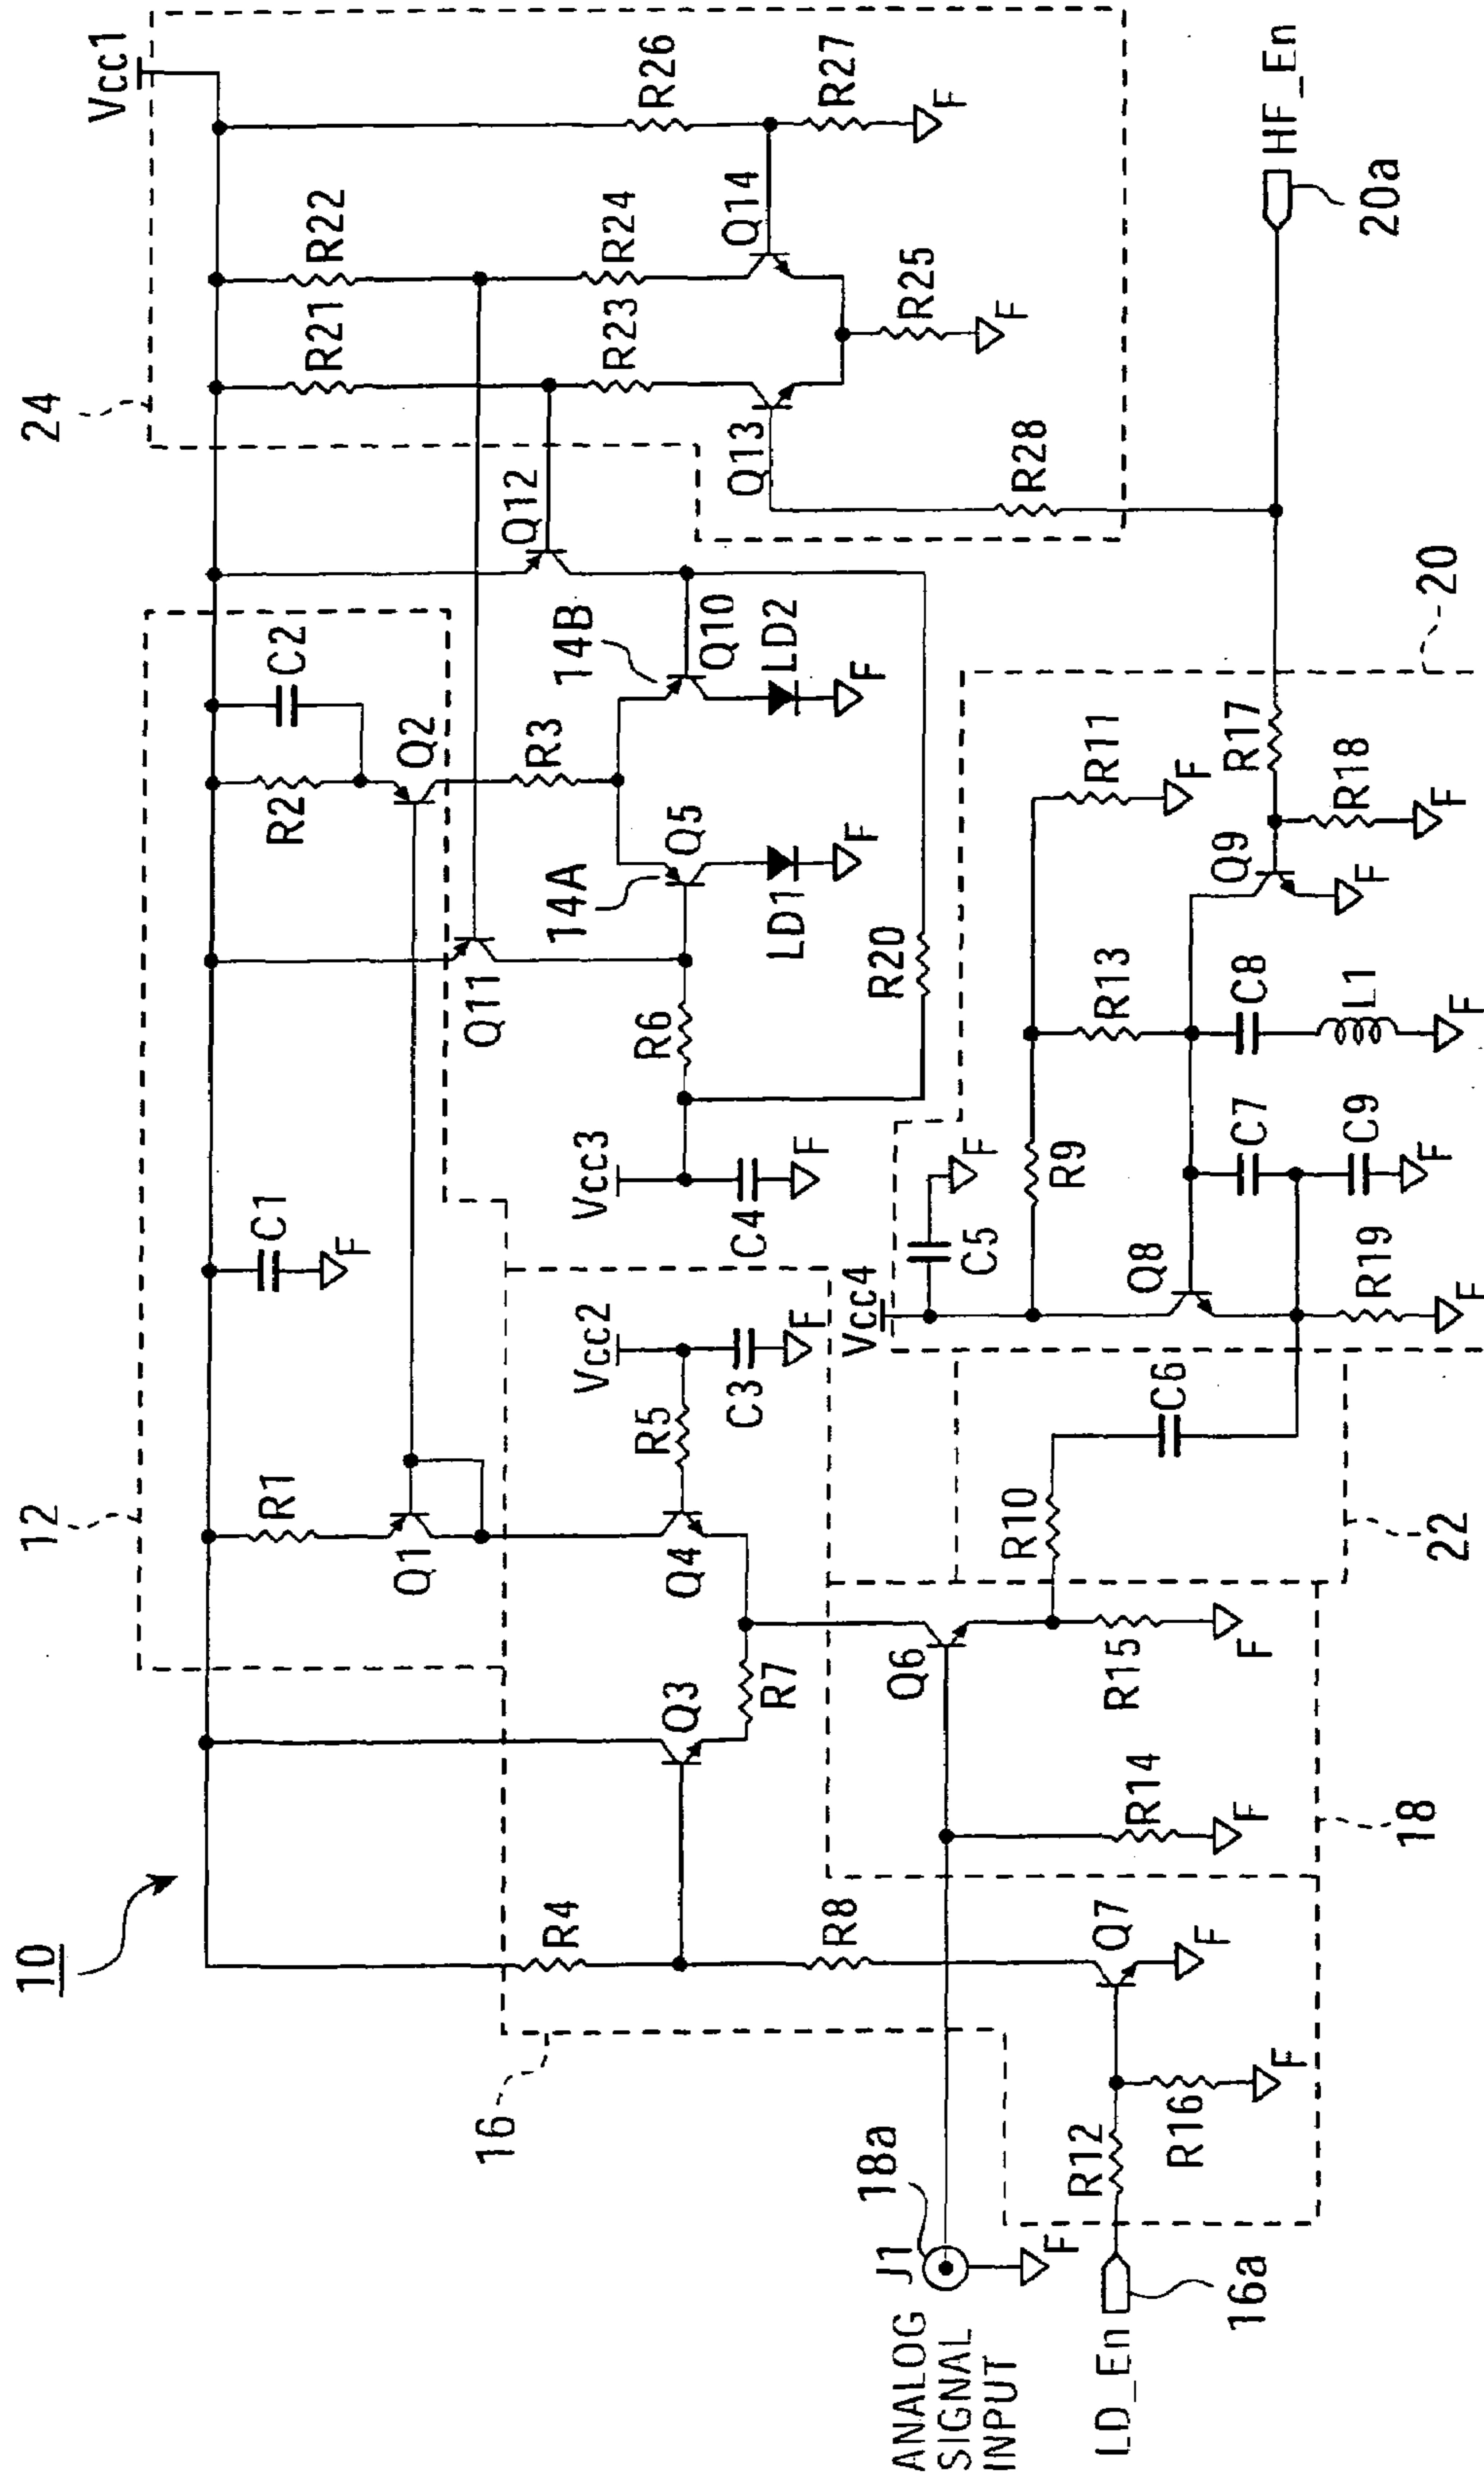 10
12
24
Vcc1
R1
C1
R2
C2
R21
R22
R26
Q1
Q2
Q11
Q12
R3
R23
R24
Q14
R27
F
F
F
R4
Q3
Q4
R5
Vcc2
C3
F
Vcc3
C4
F
R6
14A
Q5
LD1
F
14B
Q10
LD2
F
Q13
R25
F
R7
R20
R28
16
18a
J1
ANALOG
SIGNAL
INPUT
F
R8
Q6
R10
Vcc4
C5
F
R9
R11
F
R13
LD_En
16a
R12
R16
F
Q7
F
R14
F
R15
F
C6
Q8
C7
C8
Q9
F
R17
R18
F
HF_En
20a
18
22
20
R19
F
C9
F
L1
F